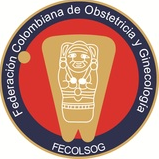 Federación Colombiana de Obstetricia y Ginecología
FECOLSOG